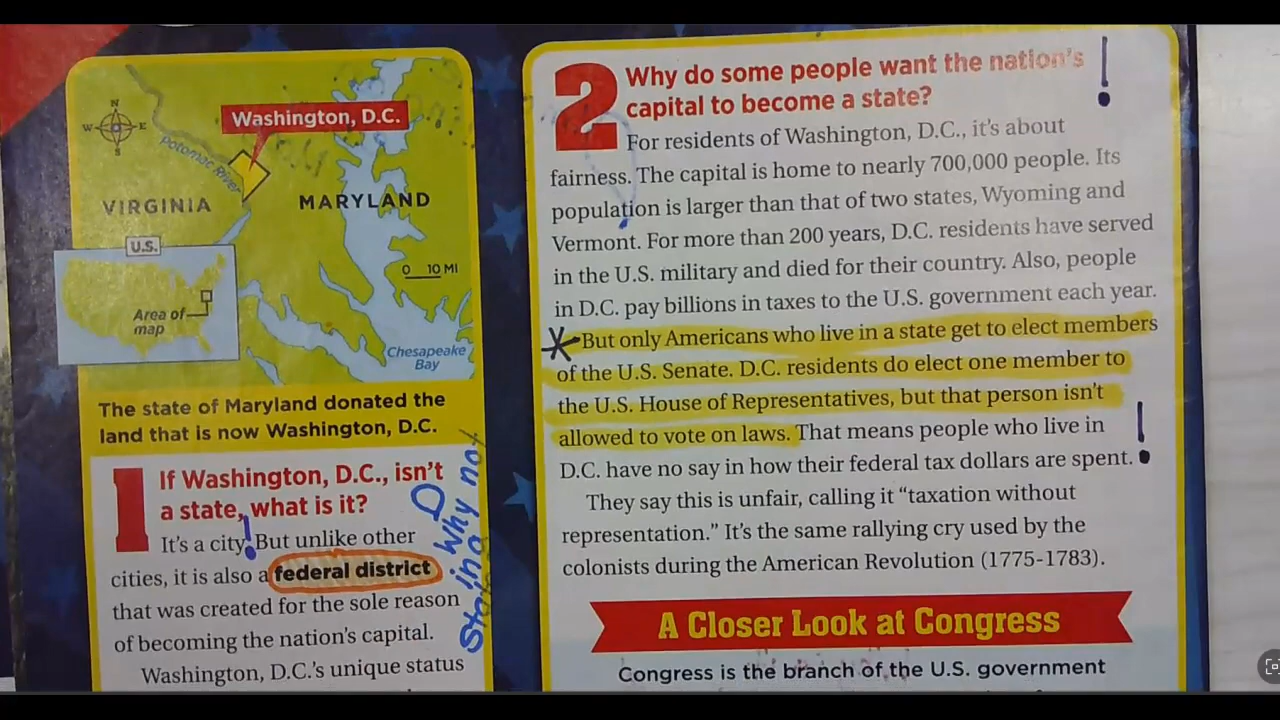 N
W
E
S
Washington, D.C.
Potomac River
VIRGINIA
MARYLAND
U.S.
0 10 MI
Area of
map
Chesapeake
Bay
The state of Maryland donated the
land that is now Washington, D.C.
1
If Washington, D.C., isn't
a state, what is it?
It's a city! But unlike other
cities, it is also a federal district
that was created for the sole reason
of becoming the nation's capital.
Washington, D.C.'s unique status
why not
2
Why do some people want the nation's
capital to become a state?
!
For residents of Washington, D.C., it's about
fairness. The capital is home to nearly 700,000 people. Its
population is larger than that of two states, Wyoming and
Vermont. For more than 200 years, D.C. residents have served
in the U.S. military and died for their country. Also, people
in D.C. pay billions in taxes to the U.S. government each year.
But only Americans who live in a state get to elect members
of the U.S. Senate. D.C. residents do elect one member to
the U.S. House of Representatives, but that person isn't
allowed to vote on laws. That means people who live in
D.C. have no say in how their federal tax dollars are spent. !
They say this is unfair, calling it "taxation without
representation." It's the same rallying cry used by the
colonists during the American Revolution (1775-1783).
A Closer Look at Congress
Congress is the branch of the U.S. government